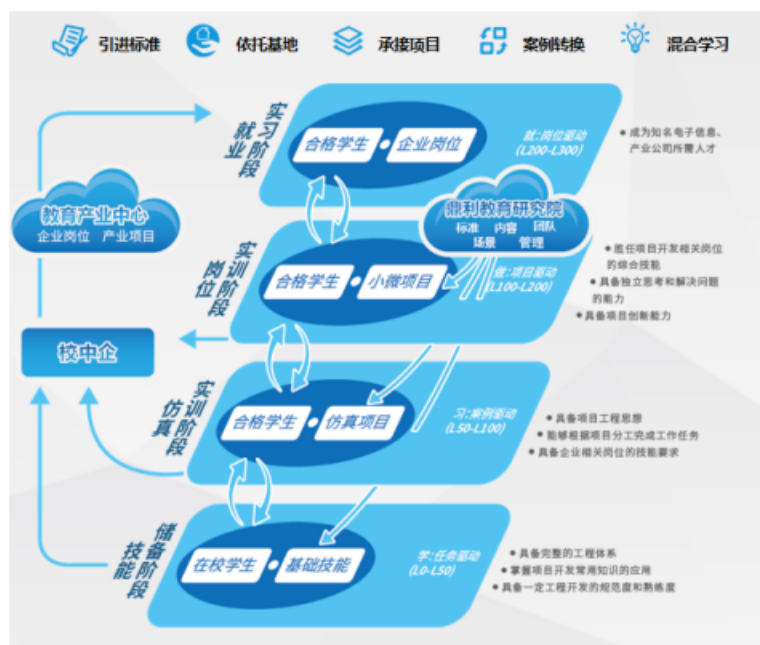 引进标准
依托基地
承接项目
案例转换
混合学习
就业
实习阶段
合格学生
企业岗位
就:岗位驱动
(L200-L300)
● 成为知名电子信息、
产业公司所需人才
教育产业中心
企业岗位 产业项目
鼎利教育研究院
标准 内容 团队
场景 管理
岗位
实训阶段
合格学生
小微项目
做:项目驱动
(L100-L200)
● 胜任项目开发相关岗位
的综合技能
● 具备独立思考和解决问题
的能力
● 具备项目创新能力
校中企
仿真
实训阶段
合格学生
仿真项目
习:案例驱动
(L50-L100)
● 具备项目工程思想
● 能够根据项目分工完成工作任务
● 具备企业相关岗位的技能要求
技能
储备阶段
在校学生
基础技能
学:任务驱动
(L0-L50)
● 具备完整的工程体系
● 掌握项目开发常用知识的应用
● 具备一定工程开发的规范度和熟练度